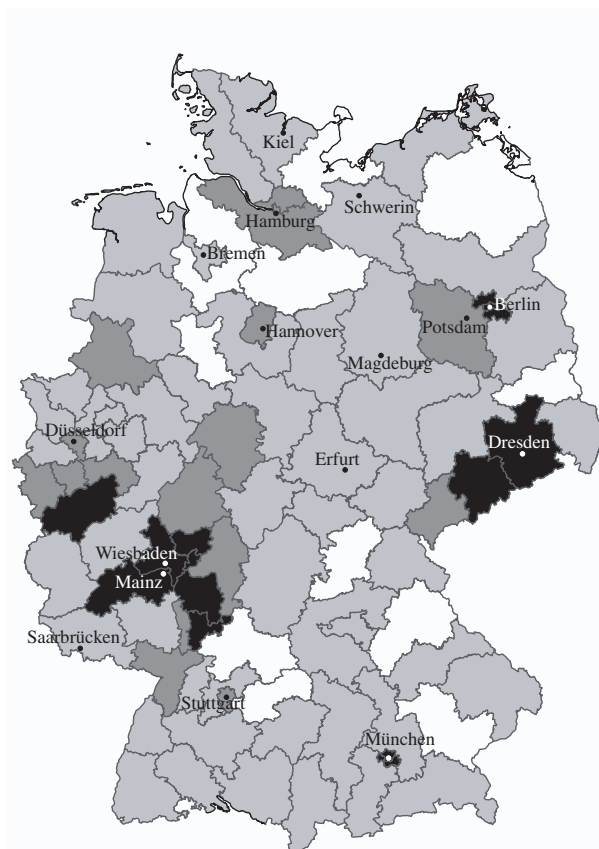 Kiel
Schwerin
Hamburg
Bremen
Berlin
Potsdam
Hannover
Magdeburg
Düsseldorf
Dresden
Erfurt
Wiesbaden
Mainz
Saarbrücken
Stuttgart
München